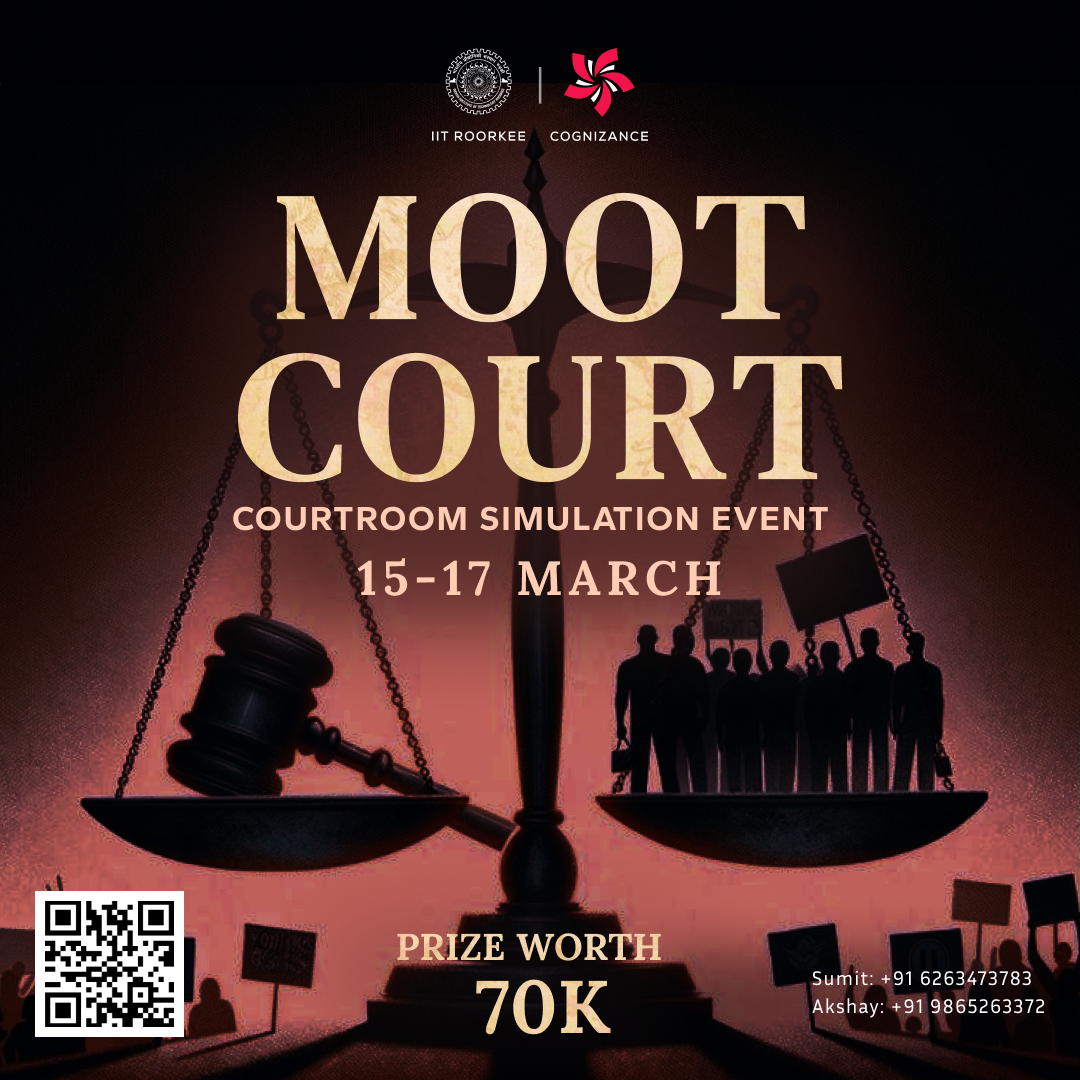 IIT ROORKEE
COGNIZANCE
MOOT
COURT
COURTROOM SIMULATION EVENT
15-17 MARCH
PRIZE WORTH
70K
Sumit: +91 6263473783
Akshay: +91 9865263372